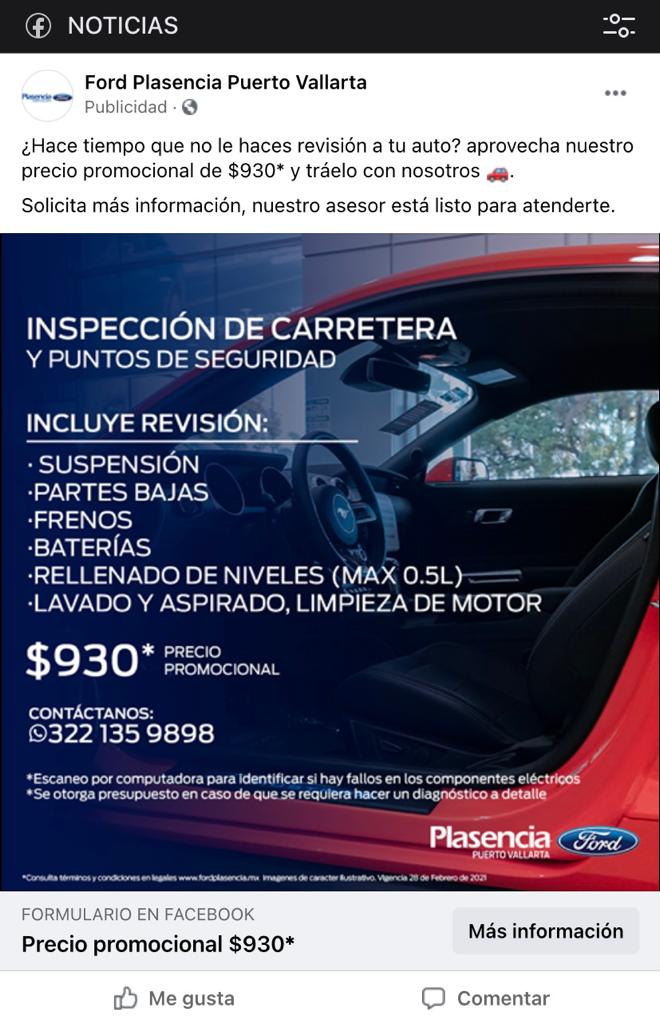 NOTICIAS
Ford Plasencia Puerto Vallarta
Publicidad ·
¿Hace tiempo que no le haces revisión a tu auto? aprovecha nuestro
precio promocional de $930* y tráelo con nosotros 🚗.
Solicita más información, nuestro asesor está listo para atenderte.
INSPECCIÓN DE CARRETERA
Y PUNTOS DE SEGURIDAD
INCLUYE REVISIÓN:
· SUSPENSIÓN
·PARTES BAJAS
·FRENOS
·BATERÍAS
·RELLENADO DE NIVELES (MAX 0.5L)
·LAVADO Y ASPIRADO, LIMPIEZA DE MOTOR
$930* PRECIO
PROMOCIONAL
CONTÁCTANOS:
322 135 9898
*Escaneo por computadora para identificar si hay fallos en los componentes eléctricos
*Se otorga presupuesto en caso de que se requiera hacer un diagnóstico a detalle
Plasencia Ford
PUERTO VALLARTA
*Consulta términos y condiciones en legales www.fordplasencia.mx. Imagenes de caracter ilustrativo. Vigencia 28 de Febrero de 2021
FORMULARIO EN FACEBOOK
Precio promocional $930*
Más información
Me gusta
Comentar